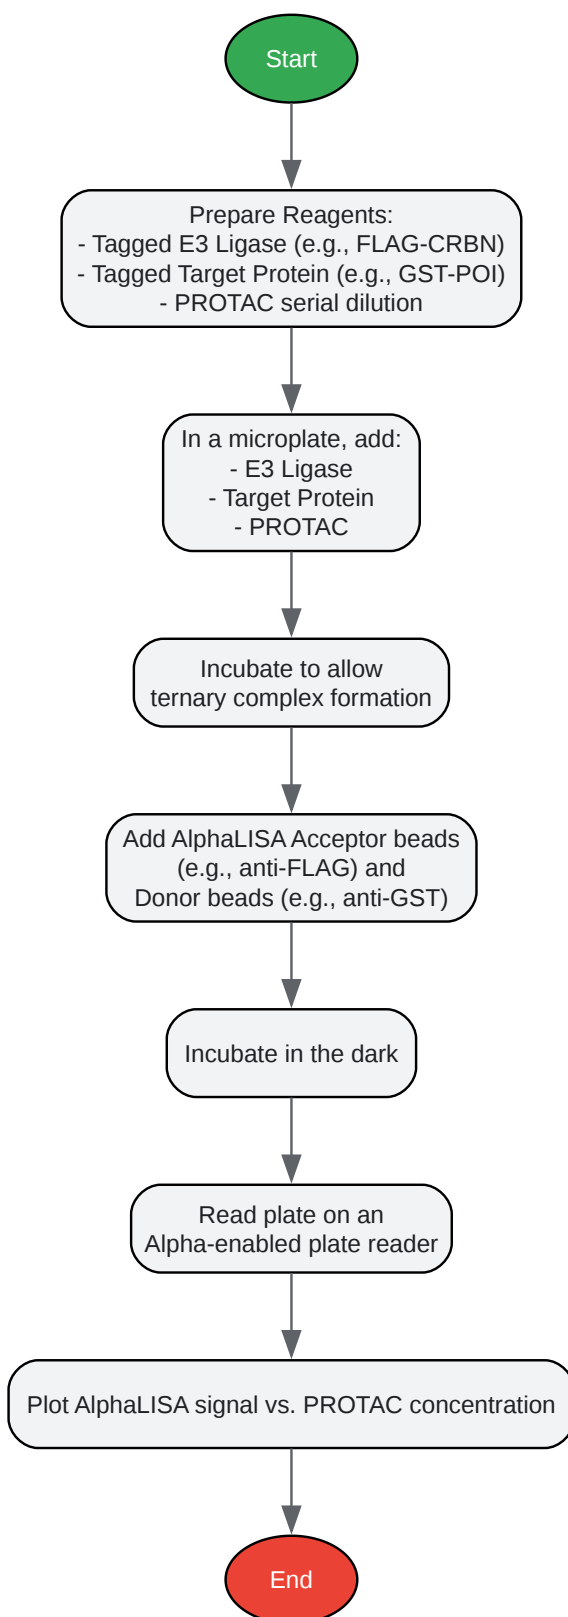 Start
Prepare Reagents:
- Tagged E3 Ligase (e.g., FLAG-CRBN)
- Tagged Target Protein (e.g., GST-POI)
- PROTAC serial dilution
In a microplate, add:
- E3 Ligase
- Target Protein
- PROTAC
Incubate to allow
ternary complex formation
Add AlphaLISA Acceptor beads
(e.g., anti-FLAG) and
Donor beads (e.g., anti-GST)
Incubate in the dark
Read plate on an
Alpha-enabled plate reader
Plot AlphaLISA signal vs. PROTAC concentration
End